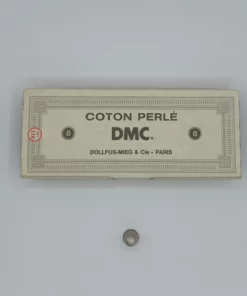 COTON PERLÉ
8 DMC® 8
DOLLFUS-MIEG & Cie - PARIS